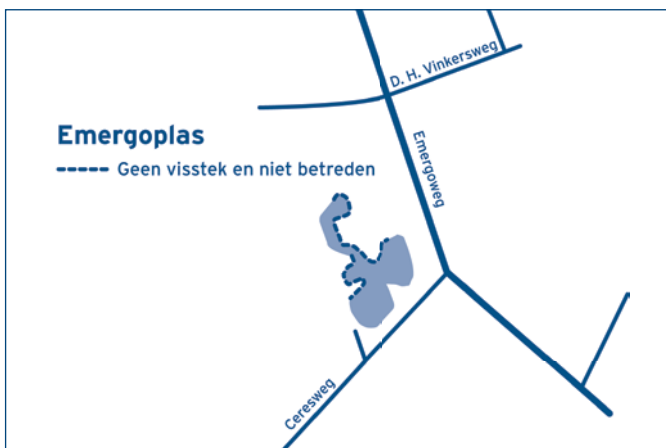 D. H. Vinkersweg
Emergoplas
Geen visstek en niet betreden
Emergoweg
Ceresweg